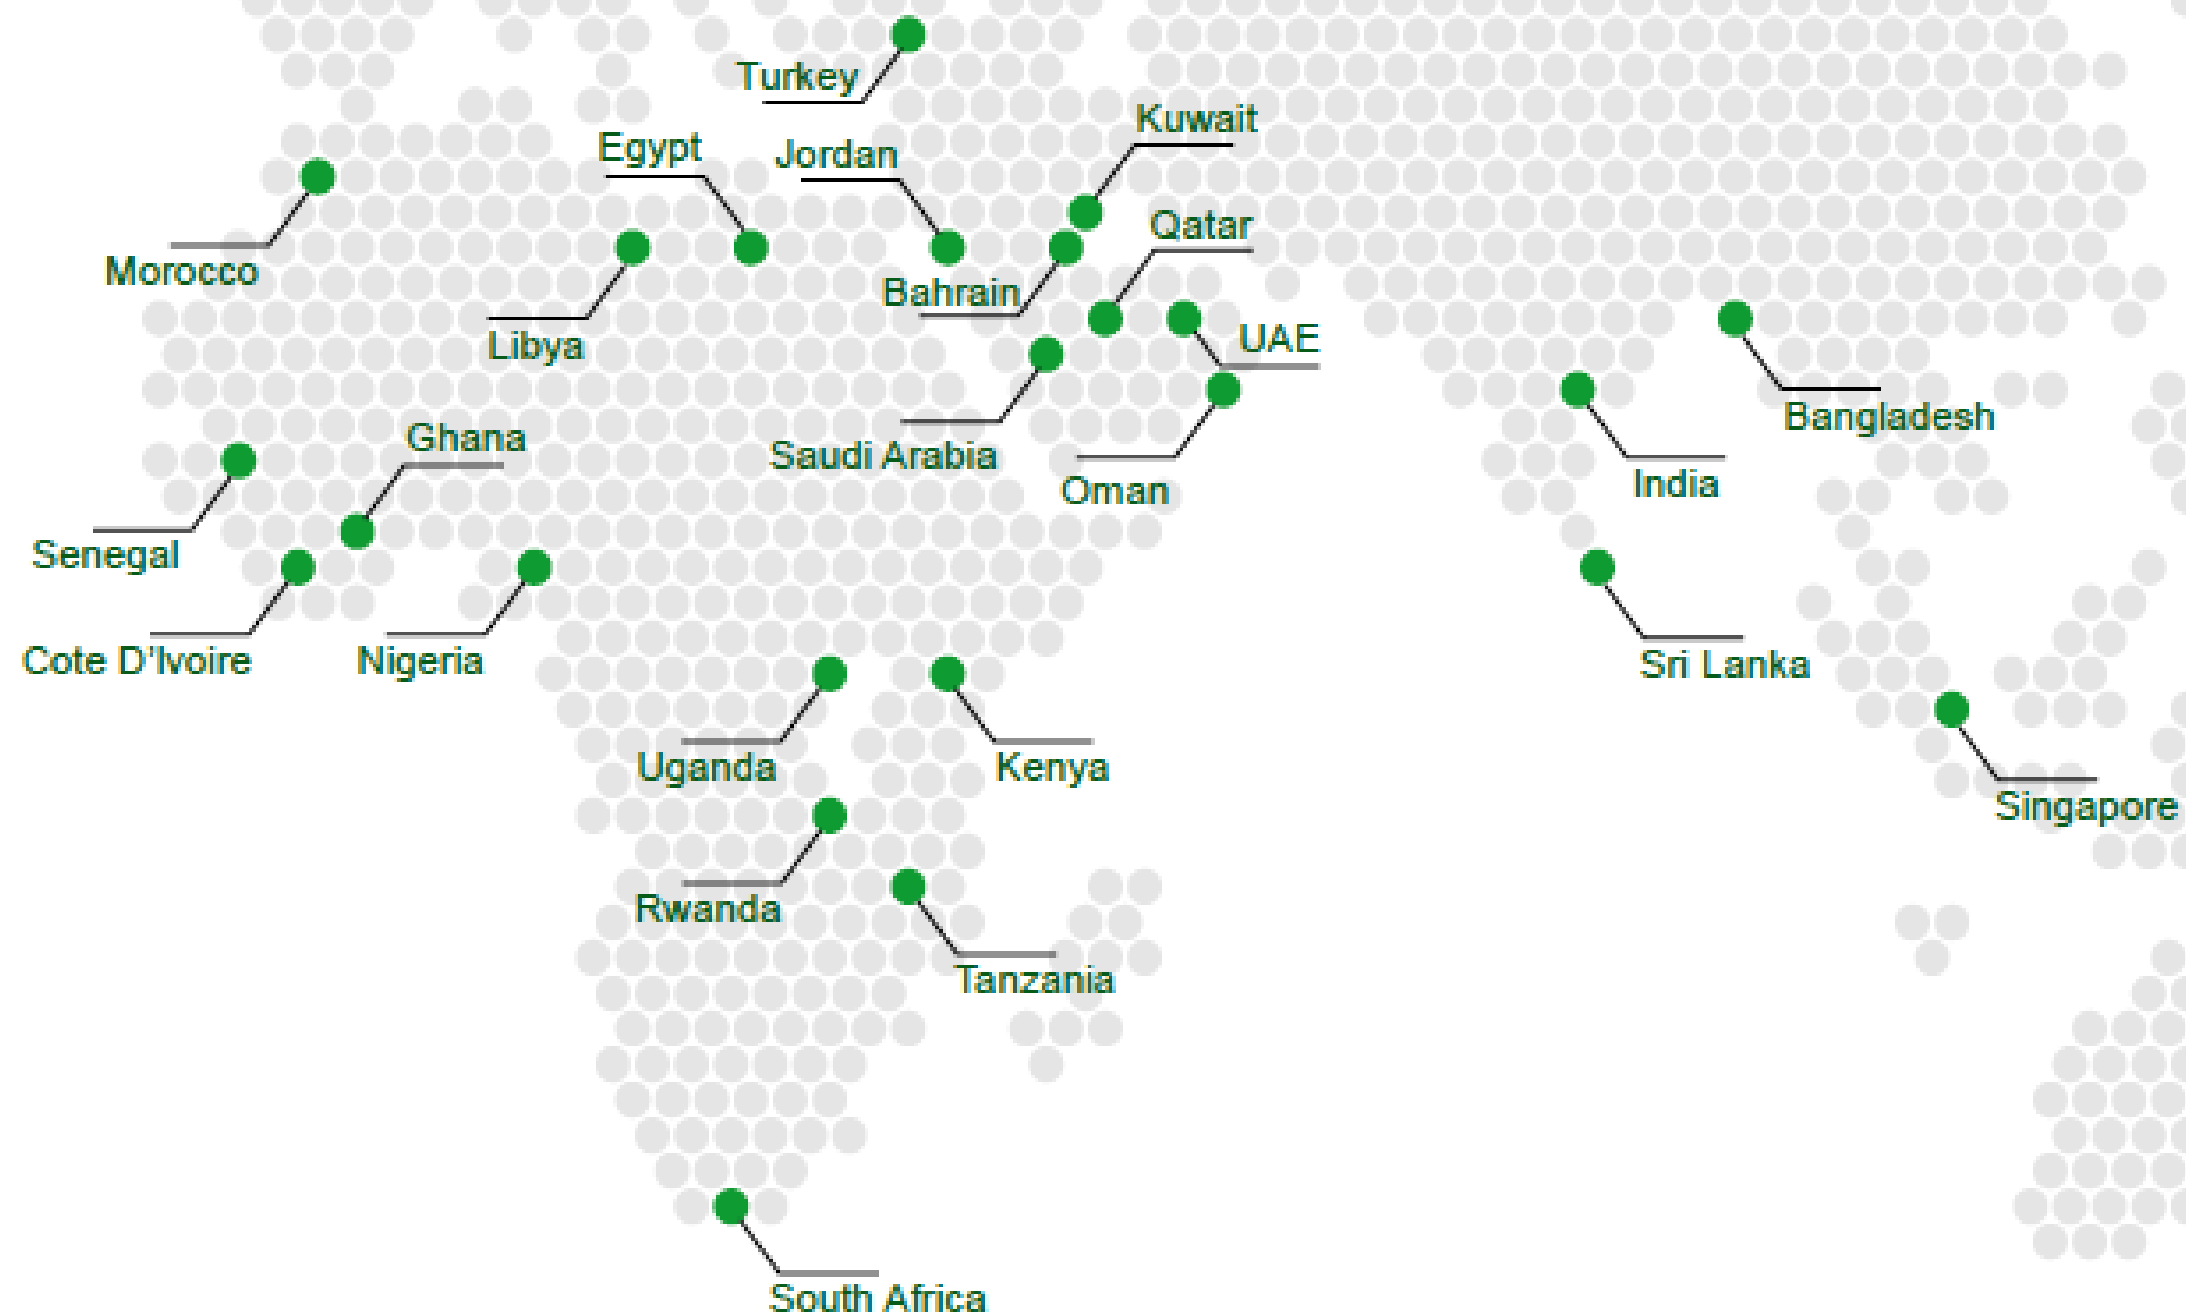 Turkey
Kuwait
Egypt
Jordan
Qatar
Morocco
Bahrain
Libya
UAE
Bangladesh
Ghana
Saudi Arabia
Oman
India
Senegal
Cote D'Ivoire
Nigeria
Sri Lanka
Uganda
Kenya
Singapore
Rwanda
Tanzania
South Africa